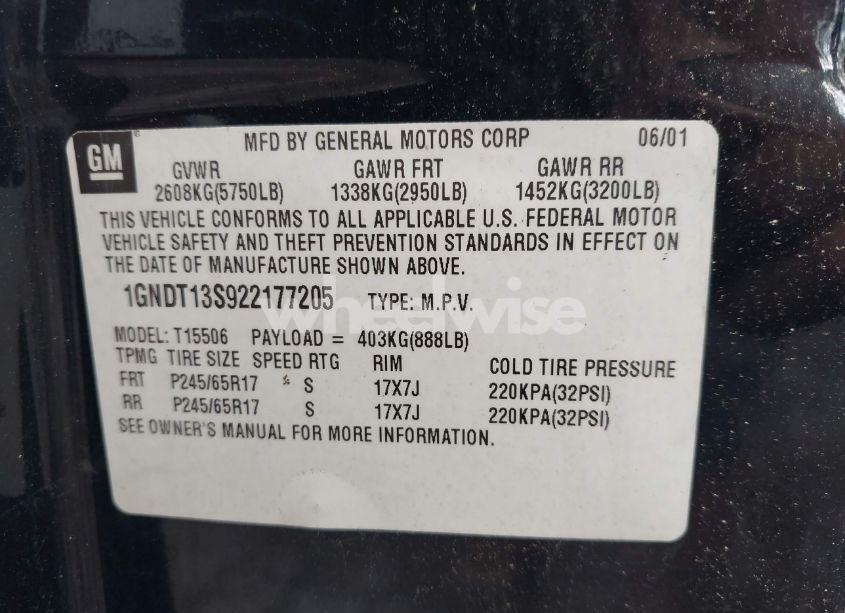 GM
MFD BY GENERAL MOTORS CORP 06/01
GVWR GAWR FRT GAWR RR
2608KG(5750LB) 1338KG(2950LB) 1452KG(3200LB)
THIS VEHICLE CONFORMS TO ALL APPLICABLE U.S. FEDERAL MOTOR
VEHICLE SAFETY AND THEFT PREVENTION STANDARDS IN EFFECT ON
THE DATE OF MANUFACTURE SHOWN ABOVE.
1GNDT13S922177205 TYPE: M.P.V.
wheelwise
MODEL: T15506 PAYLOAD = 403KG(888LB)
TPMG TIRE SIZE SPEED RTG RIM COLD TIRE PRESSURE
FRT P245/65R17 S 17X7J 220KPA(32PSI)
RR P245/65R17 S 17X7J 220KPA(32PSI)
SEE OWNER'S MANUAL FOR MORE INFORMATION.